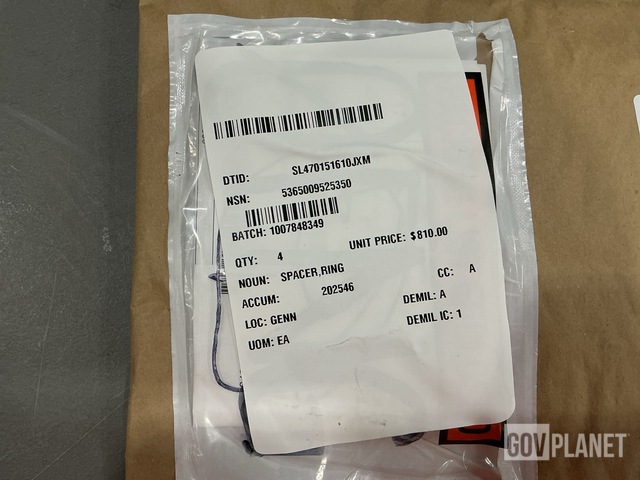 DTID: SL470151610JXM
NSN: 5365009525350
BATCH: 1007848349
QTY: 4 UNIT PRICE: $810.00
NOUN: SPACER,RING CC: A
ACCUM: 202546 DEMIL: A
LOC: GENN DEMIL IC: 1
UOM: EA
GOVPLANET